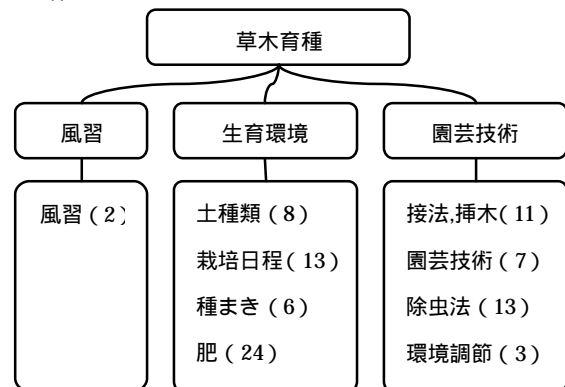 草木育種
風習
生育環境
園芸技術
風習（2）
土種類（8）
栽培日程（13）
種まき（6）
肥（24）
接法,挿木（11）
園芸技術（7）
除虫法（13）
環境調節（3）